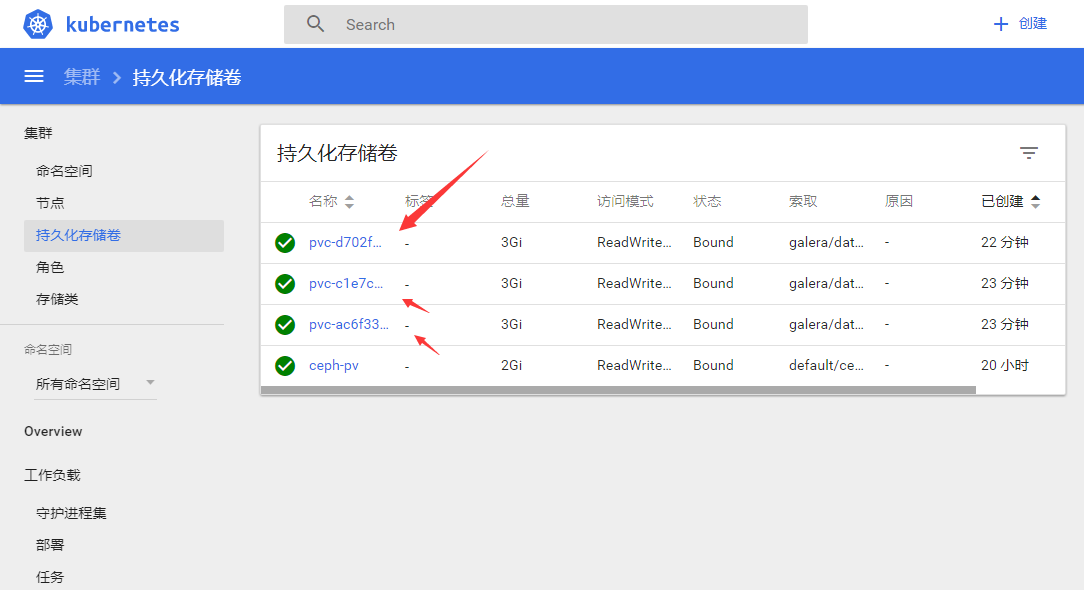 kubernetes
Search
创建
集群
持久化存储卷
集群
命名空间
节点
持久化存储卷
角色
存储类
命名空间
所有命名空间
Overview
工作负载
守护进程集
部署
任务
持久化存储卷
名称 标签 总量 访问模式 状态 索取 原因 已创建
pvc-d702f... - 3Gi ReadWrite... Bound galera/dat... - 22 分钟
pvc-c1e7c... - 3Gi ReadWrite... Bound galera/dat... - 23 分钟
pvc-ac6f33... - 3Gi ReadWrite... Bound galera/dat... - 23 分钟
ceph-pv - 2Gi ReadWrite... Bound default/ce... - 20 小时